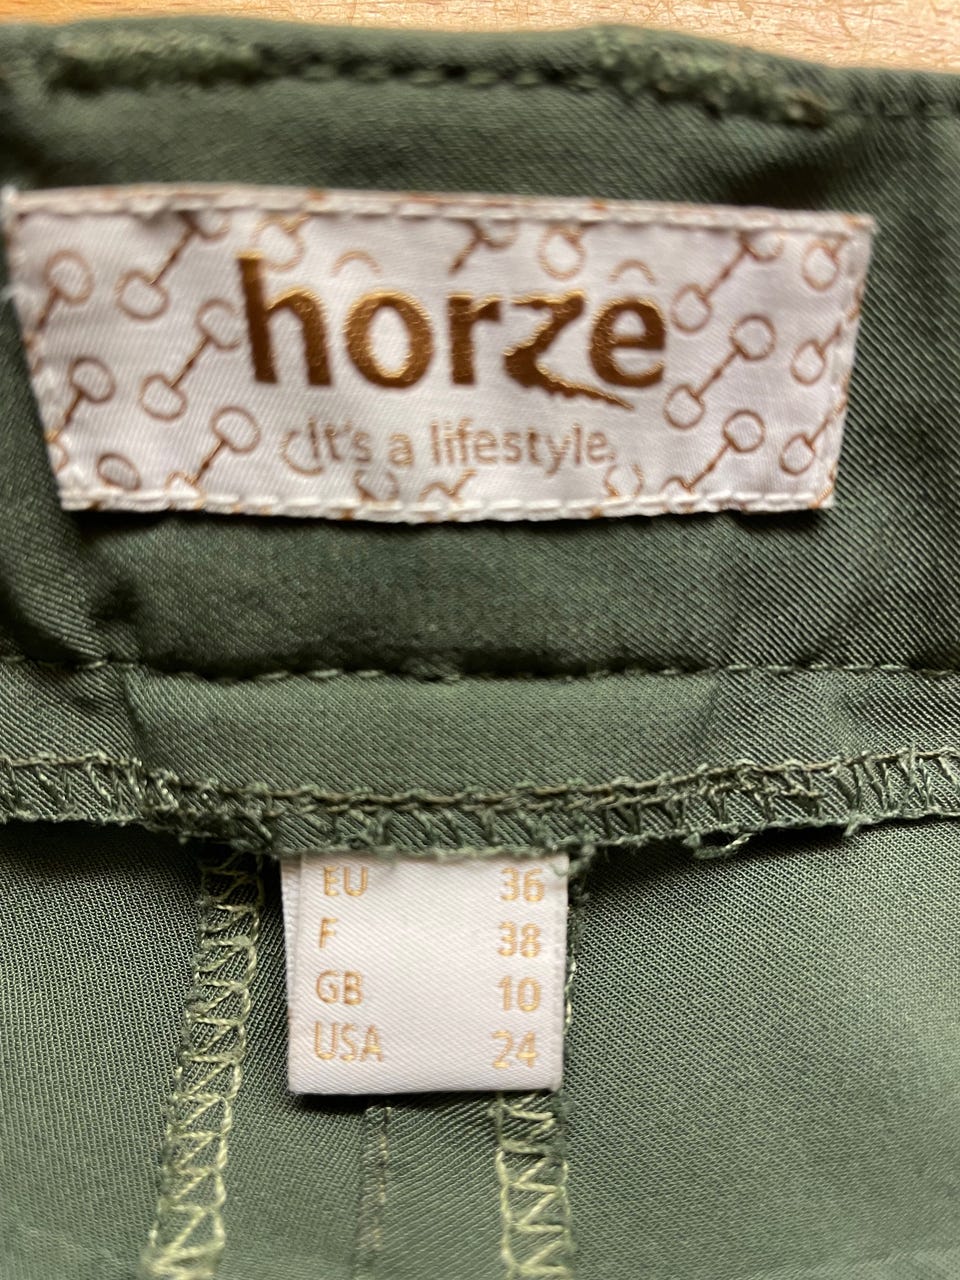 horze
it's a lifestyle.
EU 36
F 38
GB 10
USA 24